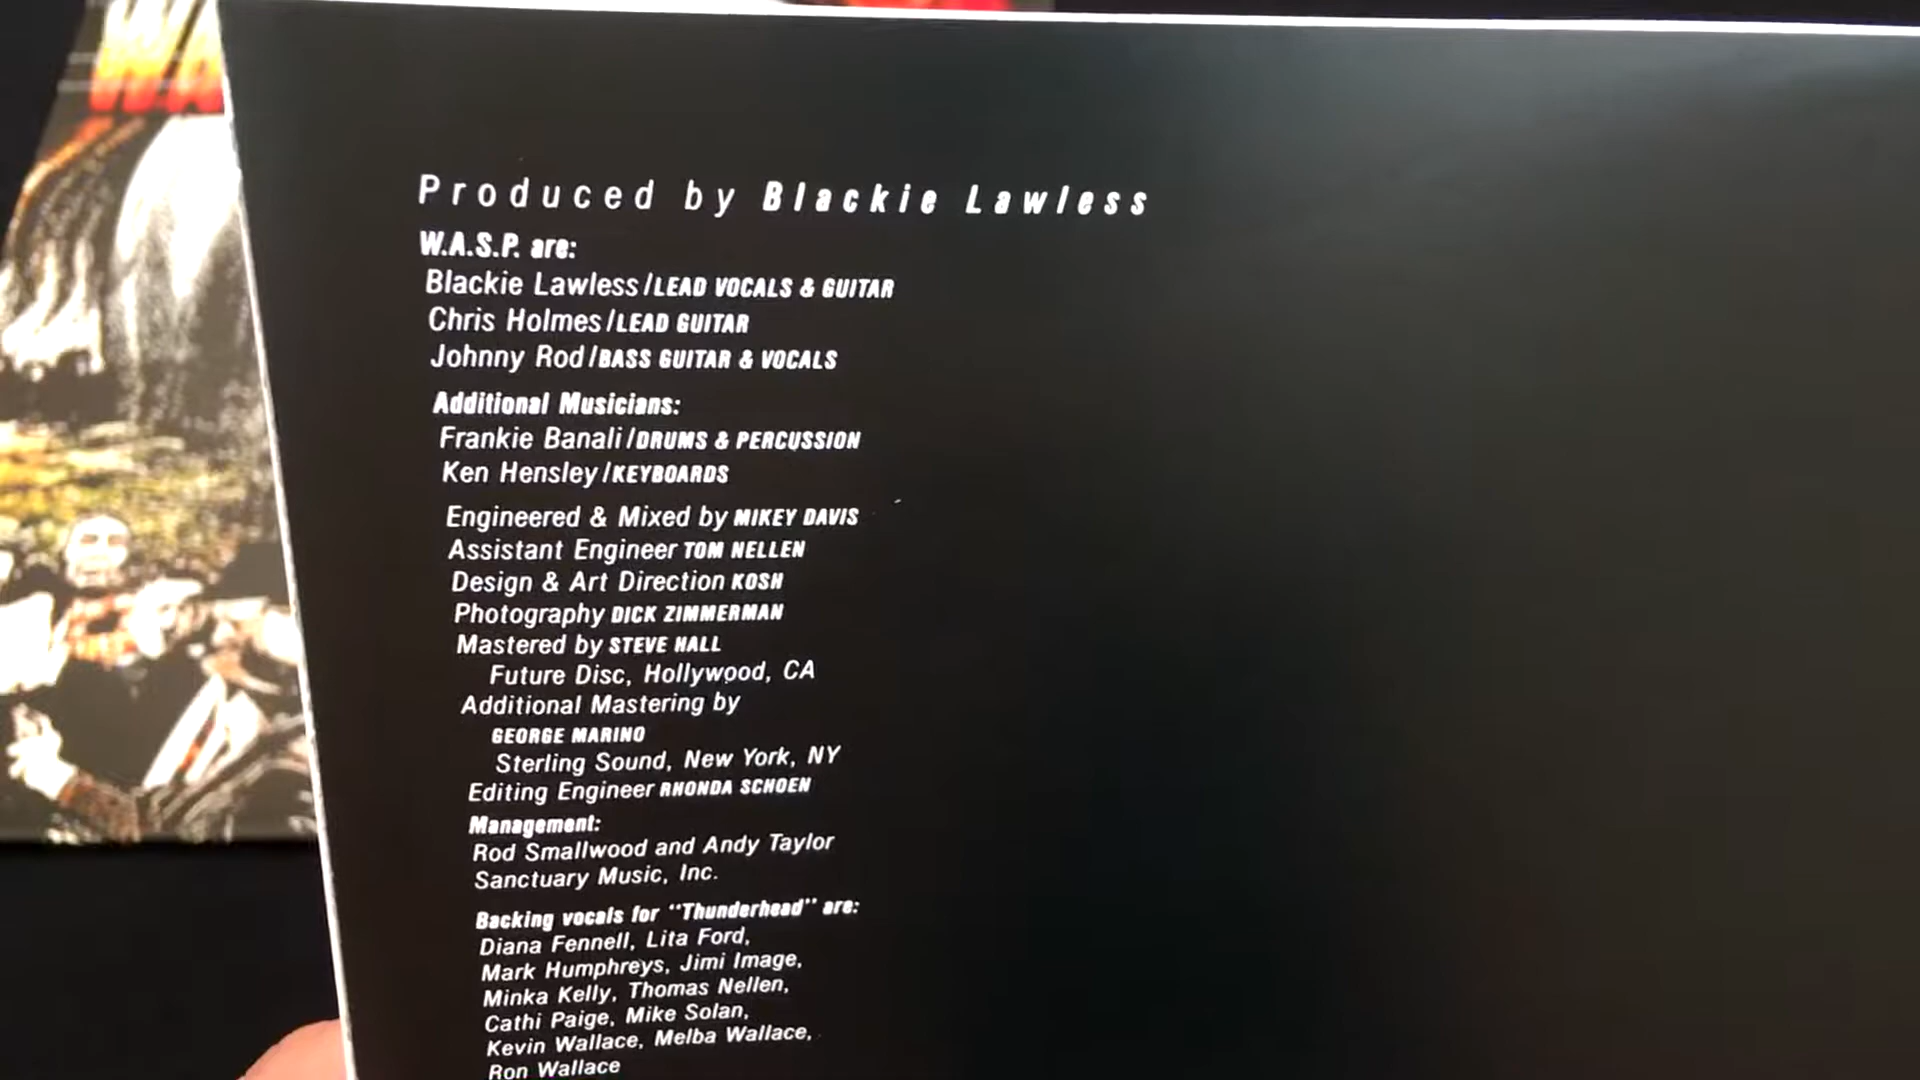 W.A
Produced by Blackie Lawless
W.A.S.P. are:
Blackie Lawless/LEAD VOCALS & GUITAR
Chris Holmes/LEAD GUITAR
Johnny Rod/BASS GUITAR & VOCALS
Additional Musicians:
Frankie Banali/DRUMS & PERCUSSION
Ken Hensley/KEYBOARDS
Engineered & Mixed by MIKEY DAVIS
Assistant Engineer TOM NELLEN
Design & Art Direction KOSH
Photography DICK ZIMMERMAN
Mastered by STEVE HALL
Future Disc, Hollywood, CA
Additional Mastering by
GEORGE MARINO
Sterling Sound, New York, NY
Editing Engineer RHONDA SCHOEN
Management:
Rod Smallwood and Andy Taylor
Sanctuary Music, Inc.
Backing vocals for "Thunderhead" are:
Diana Fennell, Lita Ford,
Mark Humphreys, Jimi Image,
Minka Kelly, Thomas Nellen,
Cathi Paige, Mike Solan,
Kevin Wallace, Melba Wallace,
Ron Wallace